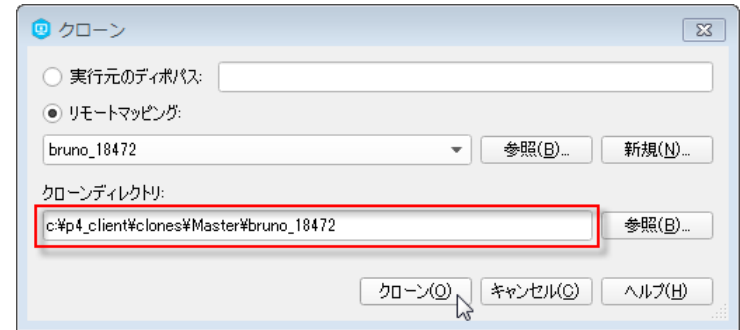 クローン
実行元のディポパス:
リモートマッピング:
bruno_18472 参照(B)... 新規(N)...
クローンディレクトリ:
c:¥p4_client¥clones¥Master¥bruno_18472 参照(B)...
クローン(O) キャンセル(C) ヘルプ(H)